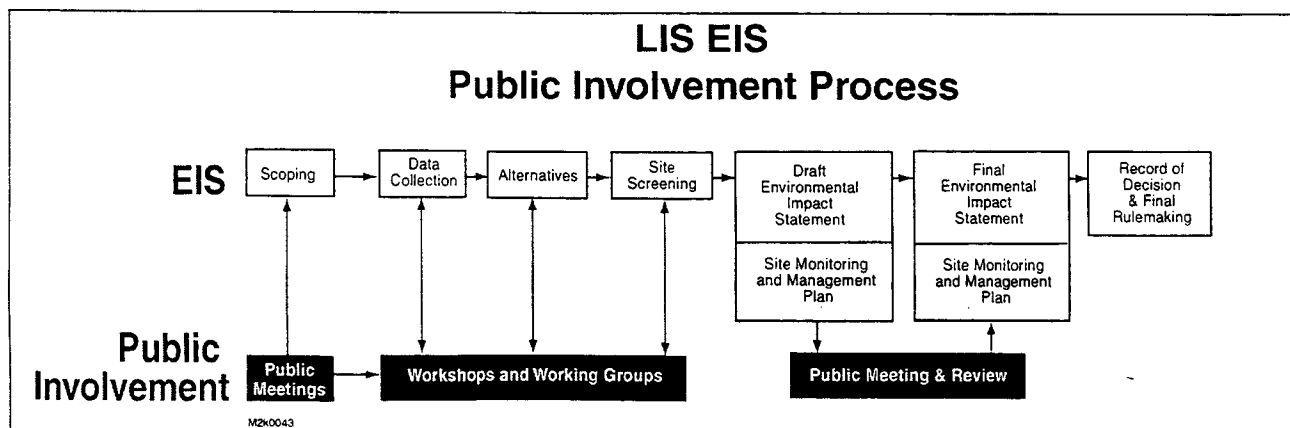 LIS EIS
Public Involvement Process
EIS
Scoping
Data
Collection
Alternatives
Site
Screening
Draft
Environmental
Impact
Statement
Site Monitoring
and Management
Plan
Final
Environmental
Impact
Statement
Site Monitoring
and Management
Plan
Record of
Decision
& Final
Rulemaking
Public
Involvement
Public
Meetings
Workshops and Working Groups
Public Meeting & Review
M2k0043